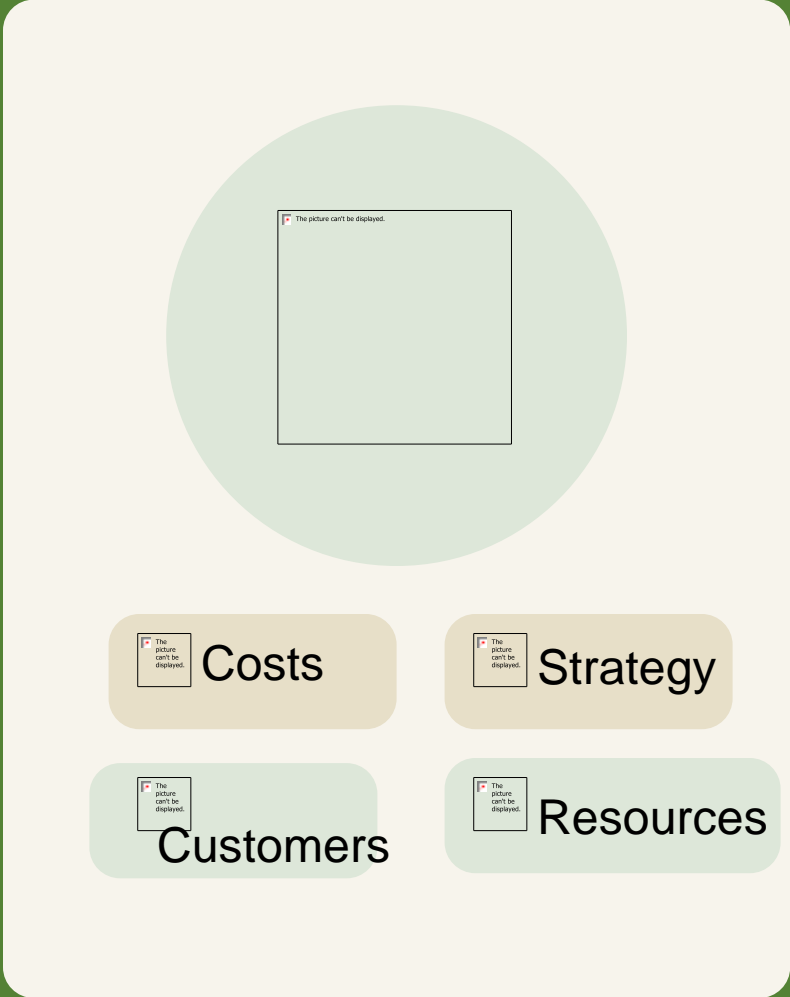 The picture can't be displayed.
The
picture
can't be
displayed.
Costs
The
picture
can't be
displayed.
Strategy
The
picture
can't be
displayed.
Customers
The
picture
can't be
displayed.
Resources